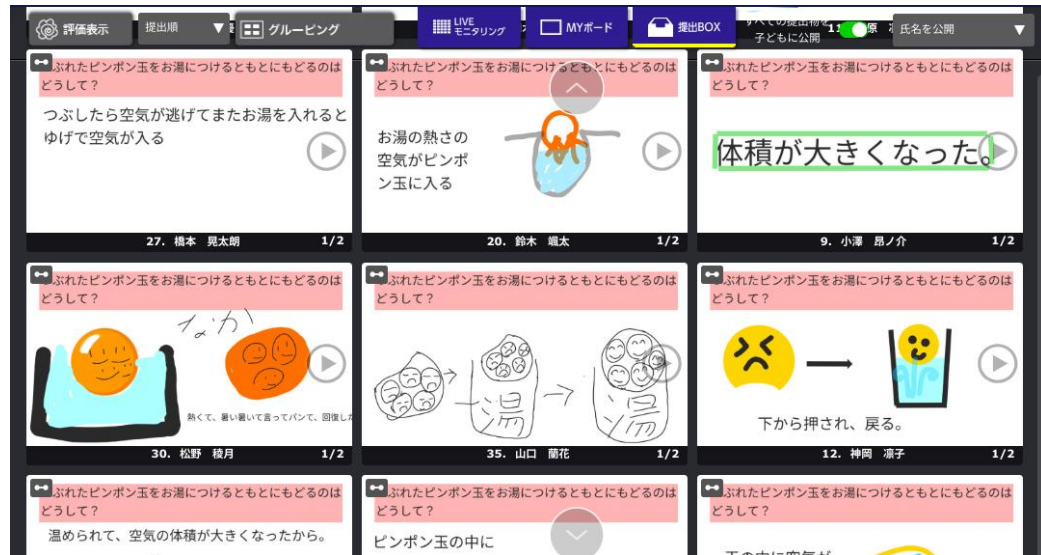 評価表示
提出順
グルーピング
LIVE
モニタリング
MYボード
提出BOX
すべての提出物を
子どもに公開
11
原
氏名を公開
ぶれたピンポン玉をお湯につけるともとにもどるのは
どうして？
つぶしたら空気が逃げてまたお湯を入れると
ゆげで空気が入る
27. 橋本 晃太朗 1/2
ぶれたピンポン玉をお湯につけるともとにもどるのは
どうして？
お湯の熱さの
空気がピンポ
ン玉に入る
20. 鈴木 颯太 1/2
ぶれたピンポン玉をお湯につけるともとにもどるのは
どうして？
体積が大きくなった。
9. 小澤 昂ノ介 1/2
ぶれたピンポン玉をお湯につけるともとにもどるのは
どうして？
なか
熱くて、暑い暑いて言ってパンて、回復した
30. 松野 稜月 1/2
ぶれたピンポン玉をお湯につけるともとにもどるのは
どうして？
湯
湯
35. 山口 蘭花 1/2
ぶれたピンポン玉をお湯につけるともとにもどるのは
どうして？
下から押され、戻る。
12. 神岡 凛子 1/2
ぶれたピンポン玉をお湯につけるともとにもどるのは
どうして？
温められて、空気の体積が大きくなったから。
ぶれたピンポン玉をお湯につけるともとにもどるのは
どうして？
ピンポン玉の中に
ぶれたピンポン玉をお湯につけるともとにもどるのは
どうして？
玉の中に空気が